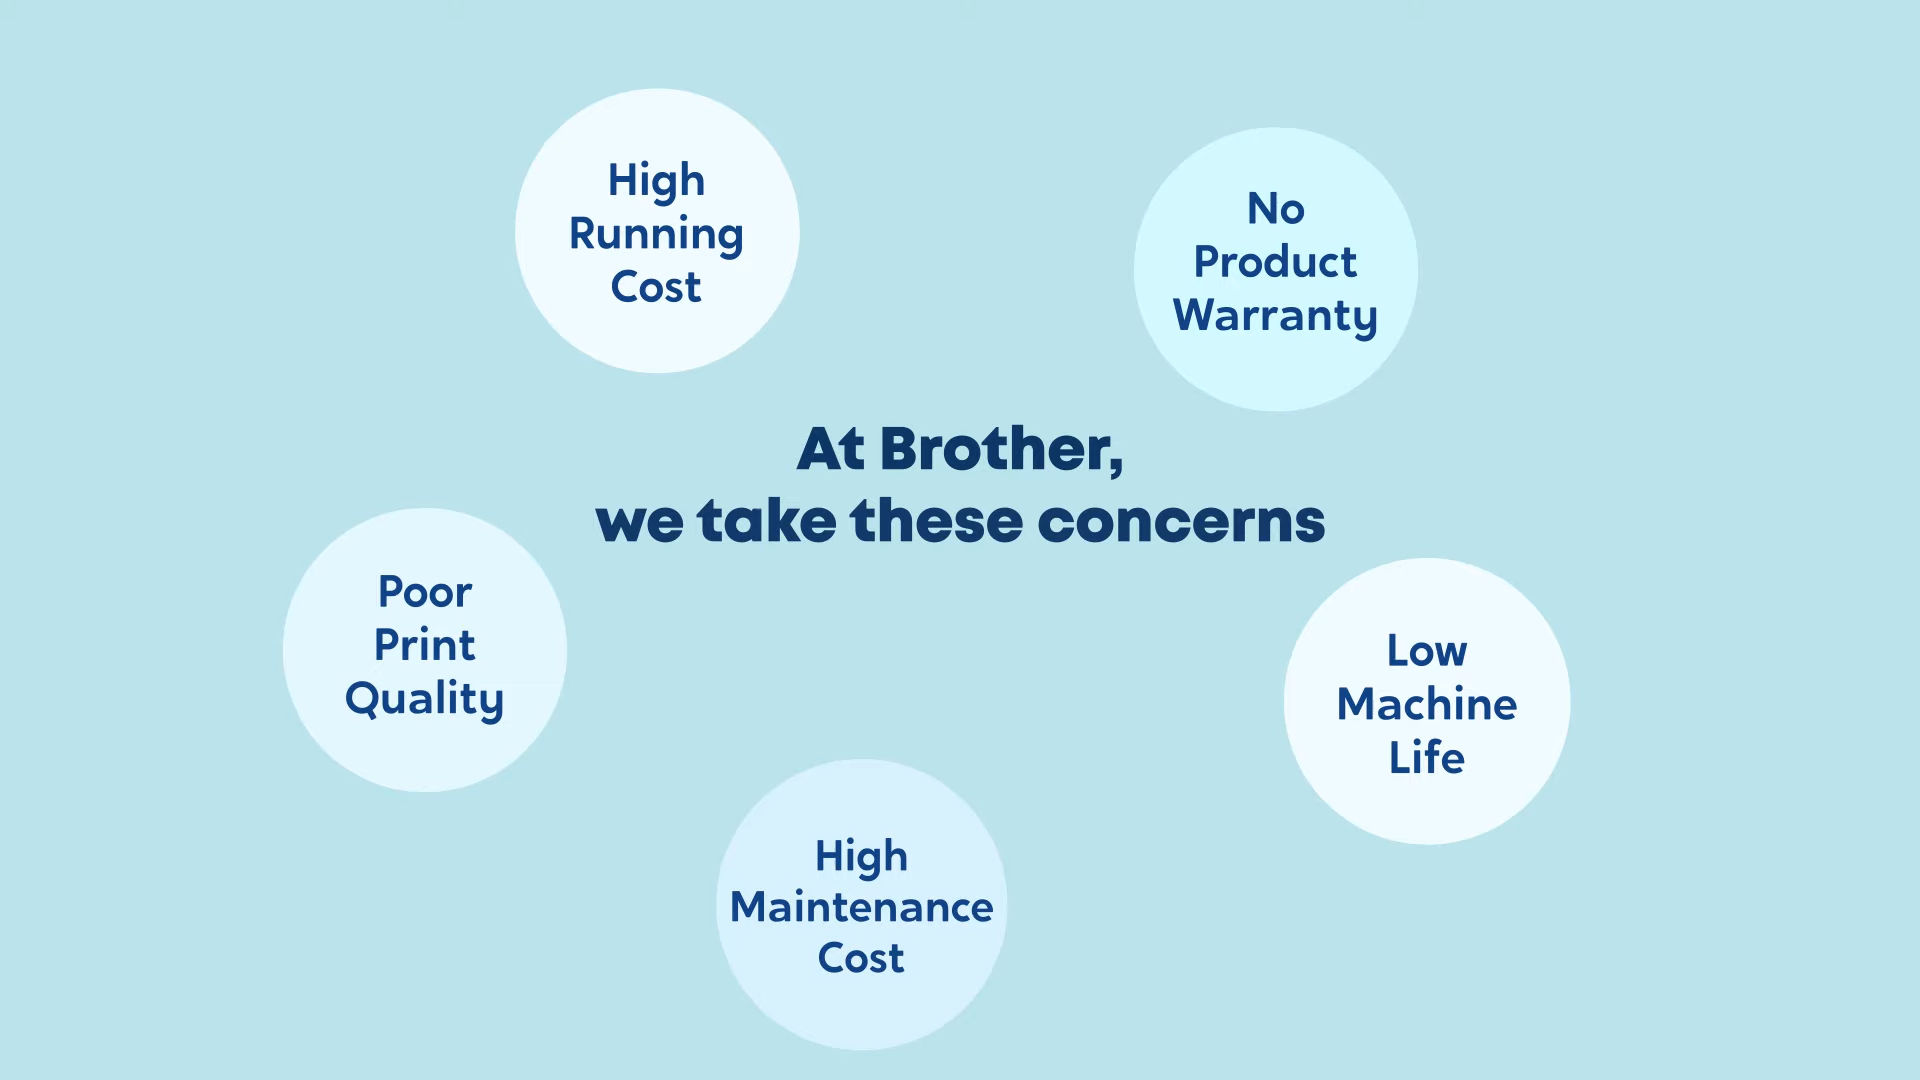 High
Running
Cost
No
Product
Warranty
At Brother,
we take these concerns
Poor
Print
Quality
Low
Machine
Life
High
Maintenance
Cost